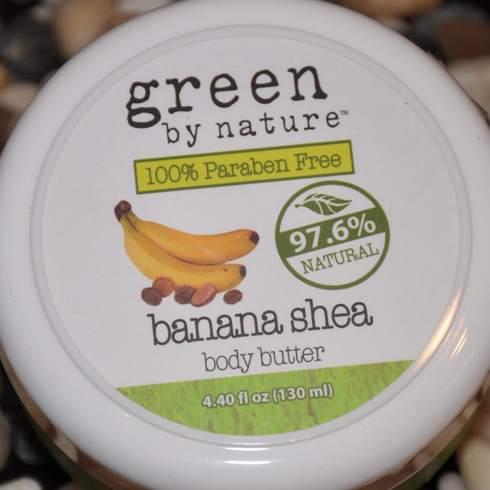 green
by nature™
100% Paraben Free
97.6%
NATURAL
banana shea
body butter
4.40 fl oz (130 ml)